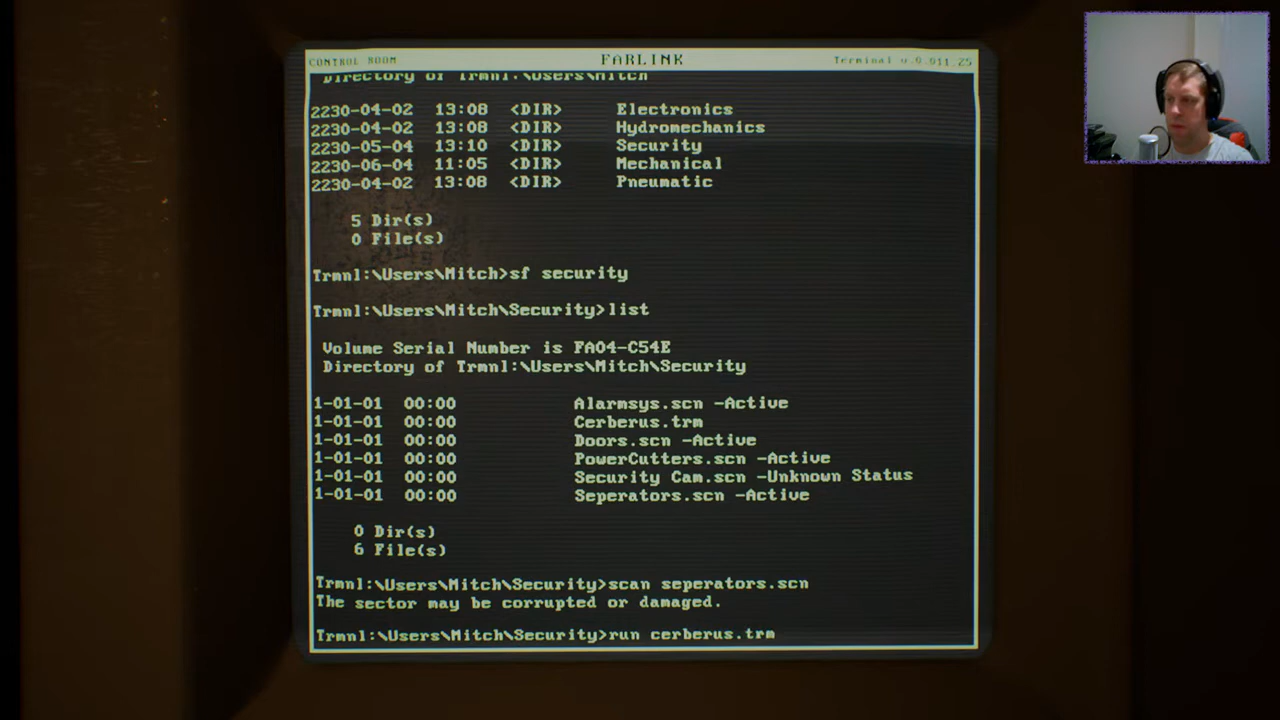 CONTROL ROOM FARLINK Terminal v.0.011.25
Directory of Trmnl:\Users\Mitch
2230-04-02 13:08 <DIR> Electronics
2230-04-02 13:08 <DIR> Hydromechanics
2230-05-04 13:10 <DIR> Security
2230-06-04 11:05 <DIR> Mechanical
2230-04-02 13:08 <DIR> Pneumatic
5 Dir(s)
0 File(s)
Trmnl:\Users\Mitch>sf security
Trmnl:\Users\Mitch\Security>list
Volume Serial Number is FA04-C54E
Directory of Trmnl:\Users\Mitch\Security
1-01-01 00:00 Alarmsys.scn -Active
1-01-01 00:00 Cerberus.trm
1-01-01 00:00 Doors.scn -Active
1-01-01 00:00 PowerCutters.scn -Active
1-01-01 00:00 Security Cam.scn -Unknown Status
1-01-01 00:00 Seperators.scn -Active
0 Dir(s)
6 File(s)
Trmnl:\Users\Mitch\Security>scan seperators.scn
The sector may be corrupted or damaged.
Trmnl:\Users\Mitch\Security>run cerberus.trm